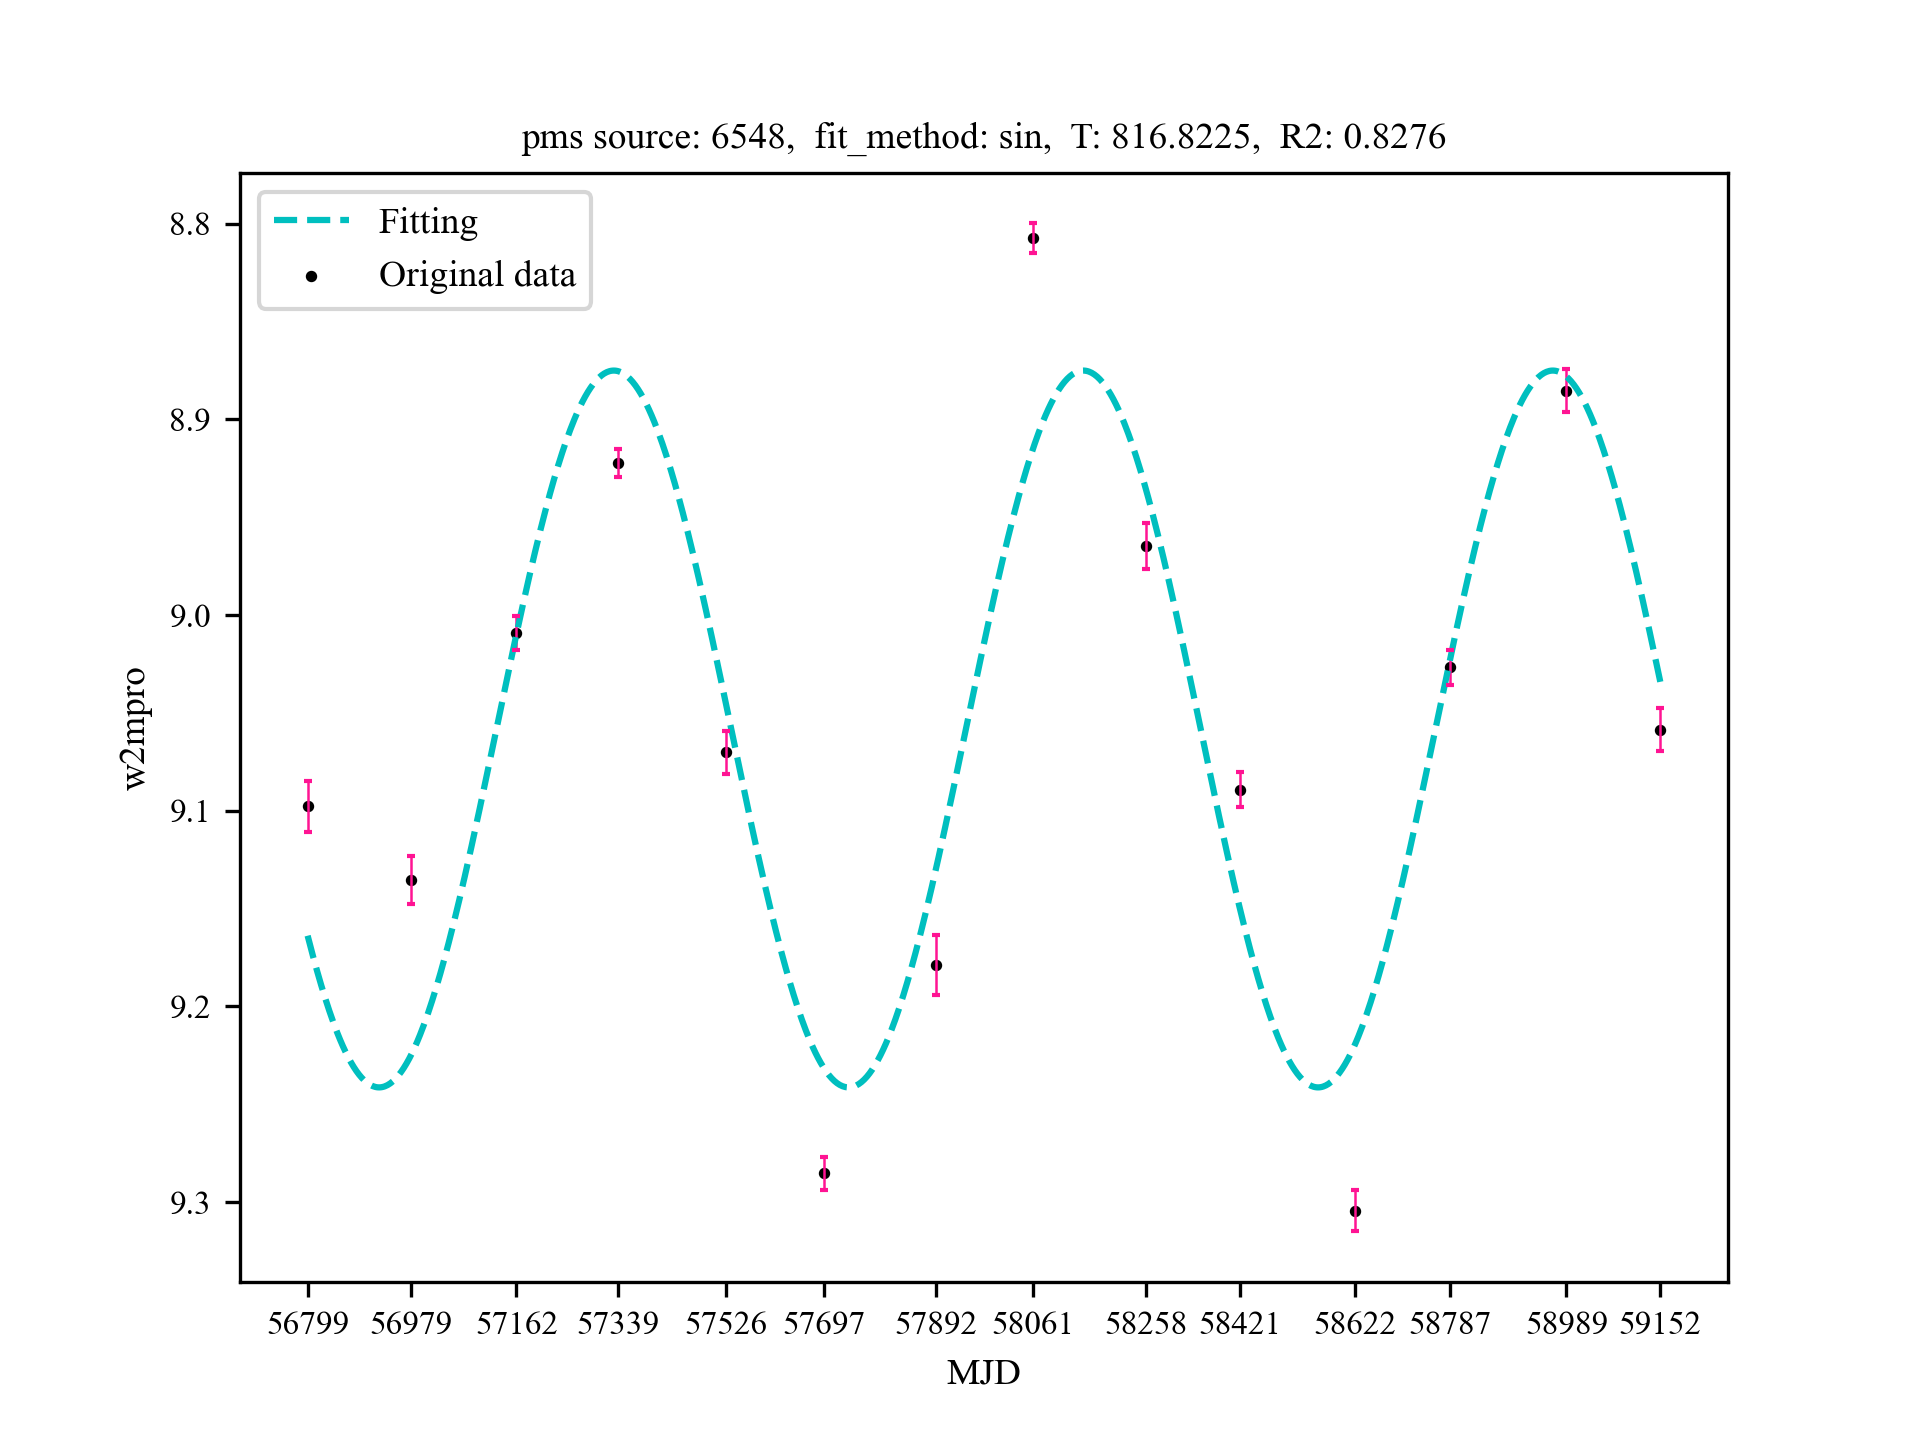 pms source: 6548,  fit_method: sin,  T: 816.8225,  R2: 0.8276
Fitting
Original data
8.8
8.9
9.0
9.1
9.2
9.3
w2mpro
56799 56979 57162 57339 57526 57697 57892 58061 58258 58421 58622 58787 58989 59152
MJD